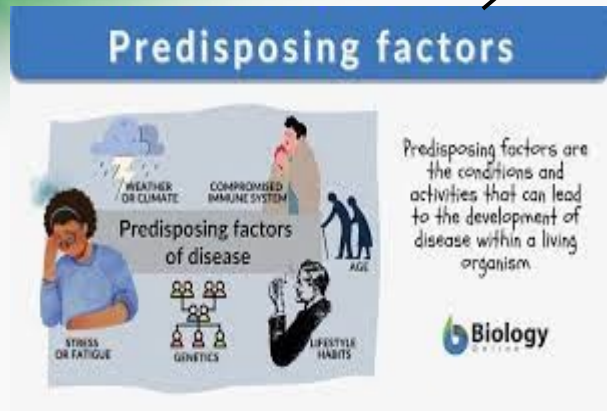 Predisposing factors
WEATHER
OR CLIMATE
COMPROMISED
IMMUNE SYSTEM
Predisposing factors
of disease
AGE
STRESS
OR FATIGUE
GENETICS
LIFESTYLE
HABITS
Predisposing factors are
the conditions and
activities that can lead
to the development of
disease within a living
organism
Biology